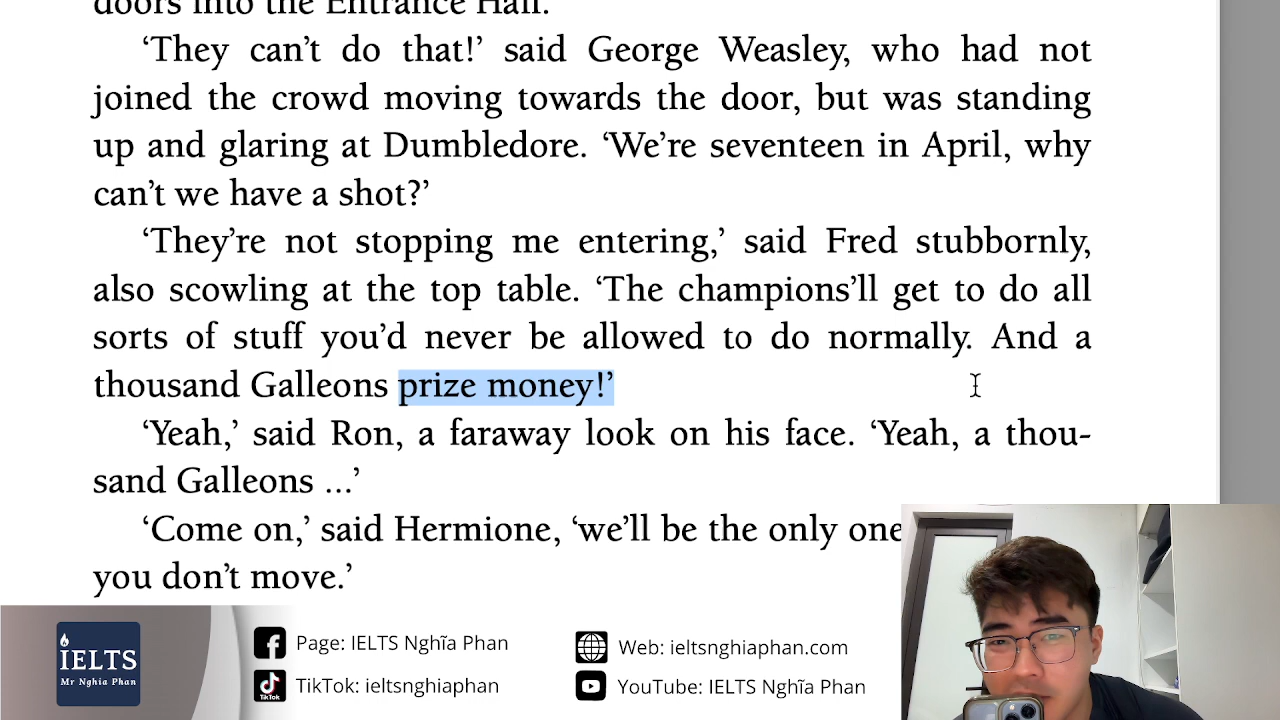 doors into the Entrance Hall.
‘They can’t do that!’ said George Weasley, who had not
joined the crowd moving towards the door, but was standing
up and glaring at Dumbledore. ‘We’re seventeen in April, why
can’t we have a shot?’
‘They’re not stopping me entering,’ said Fred stubbornly,
also scowling at the top table. ‘The champions’ll get to do all
sorts of stuff you’d never be allowed to do normally. And a
thousand Galleons prize money!’
‘Yeah,’ said Ron, a faraway look on his face. ‘Yeah, a thou-
sand Galleons ...’
‘Come on,’ said Hermione, ‘we’ll be the only one
you don’t move.’
IELTS
Mr Nghia Phan
Page: IELTS Nghĩa Phan
TikTok
TikTok: ieltsnghiaphan
Web: ieltsnghiaphan.com
YouTube: IELTS Nghĩa Phan